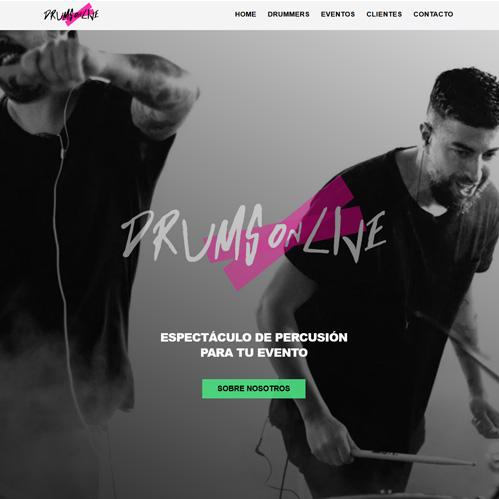 DRUMS ON LIVE
HOME DRUMMERS EVENTOS CLIENTES CONTACTO
DRUMS ON LIVE
ESPECTÁCULO DE PERCUSIÓN
PARA TU EVENTO
SOBRE NOSOTROS